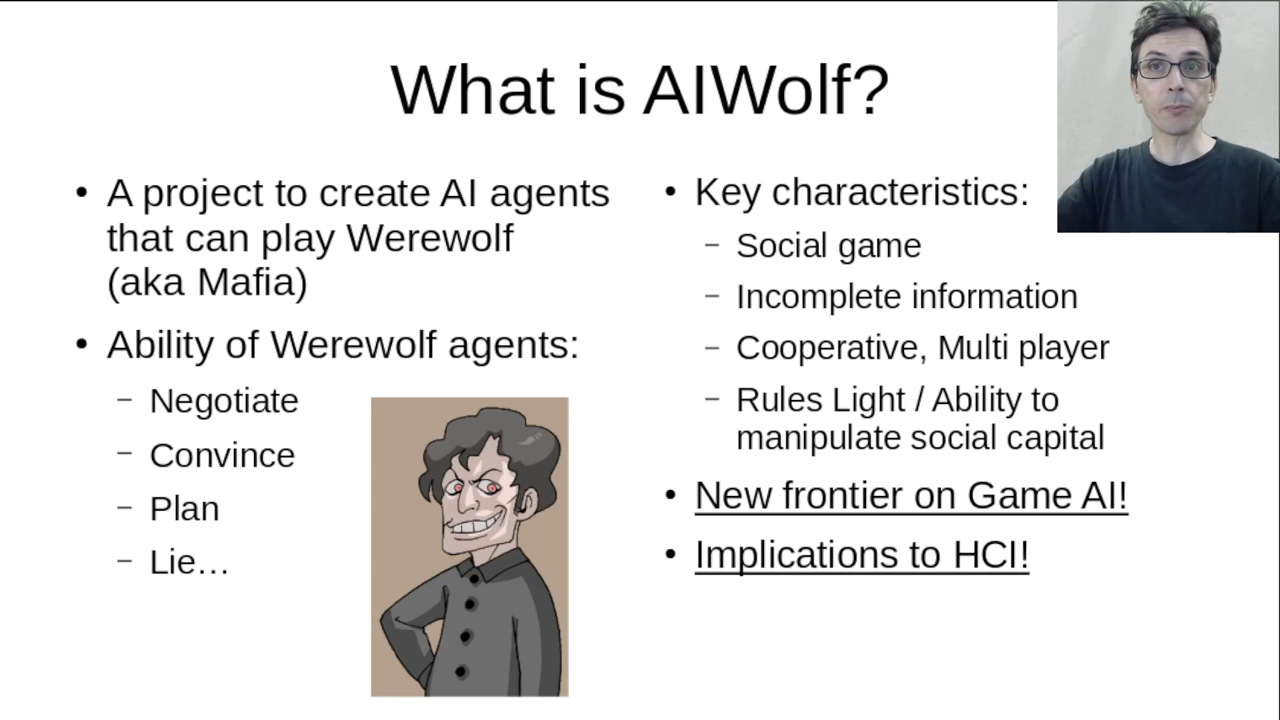 What is AIWolf?
• A project to create AI agents
that can play Werewolf
(aka Mafia)
• Ability of Werewolf agents:
– Negotiate
– Convince
– Plan
– Lie…
• Key characteristics:
– Social game
– Incomplete information
– Cooperative, Multi player
– Rules Light / Ability to
manipulate social capital
• New frontier on Game AI!
• Implications to HCI!